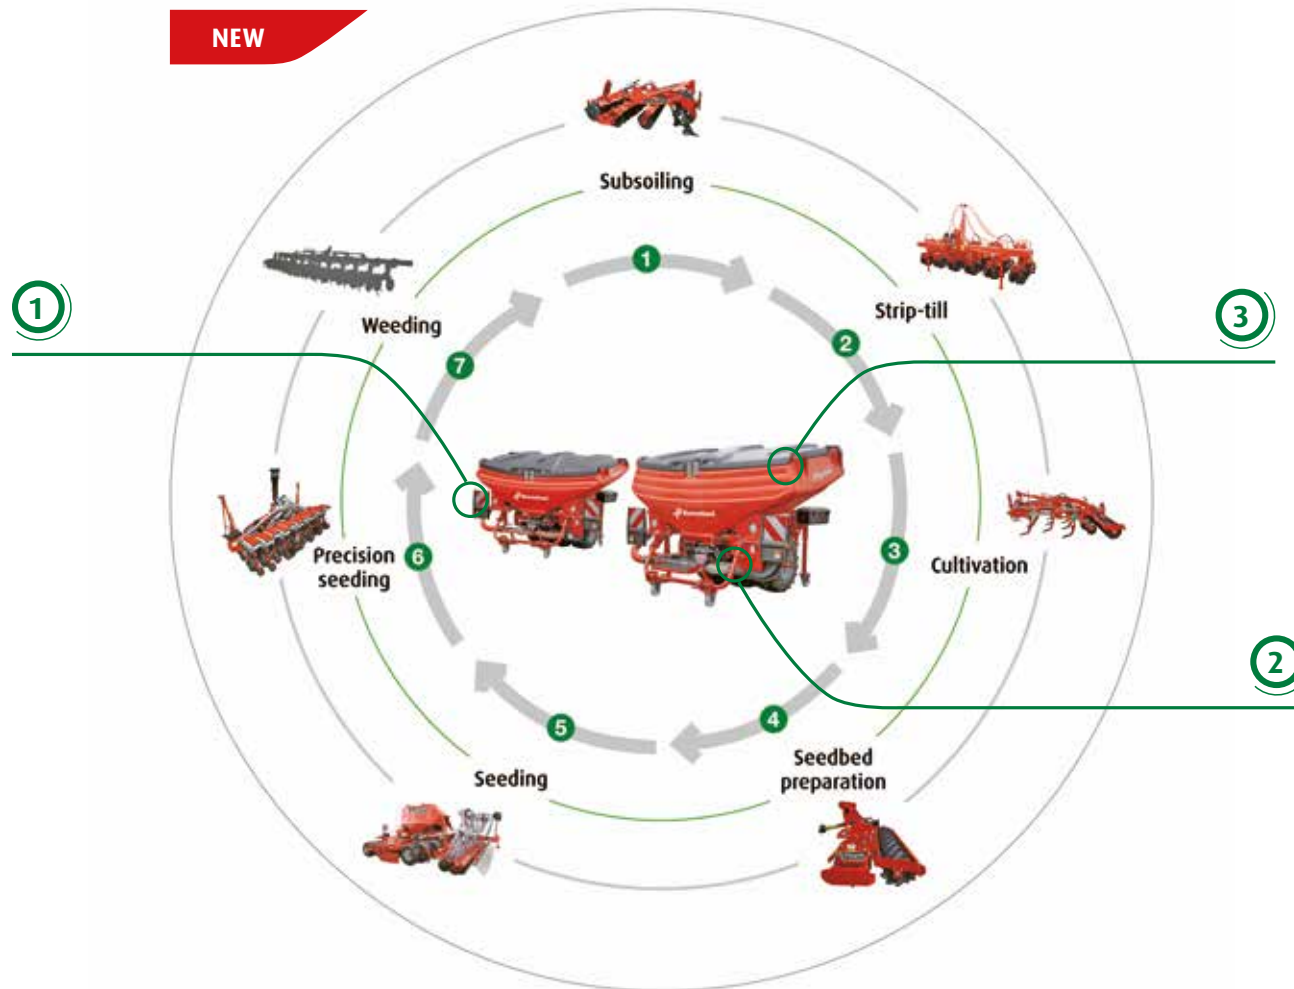 NEW
Subsoiling
1
Strip-till
2
3
Weeding
7
1
3
Cultivation
6
Precision
seeding
2
4
5
Seedbed
preparation
Seeding